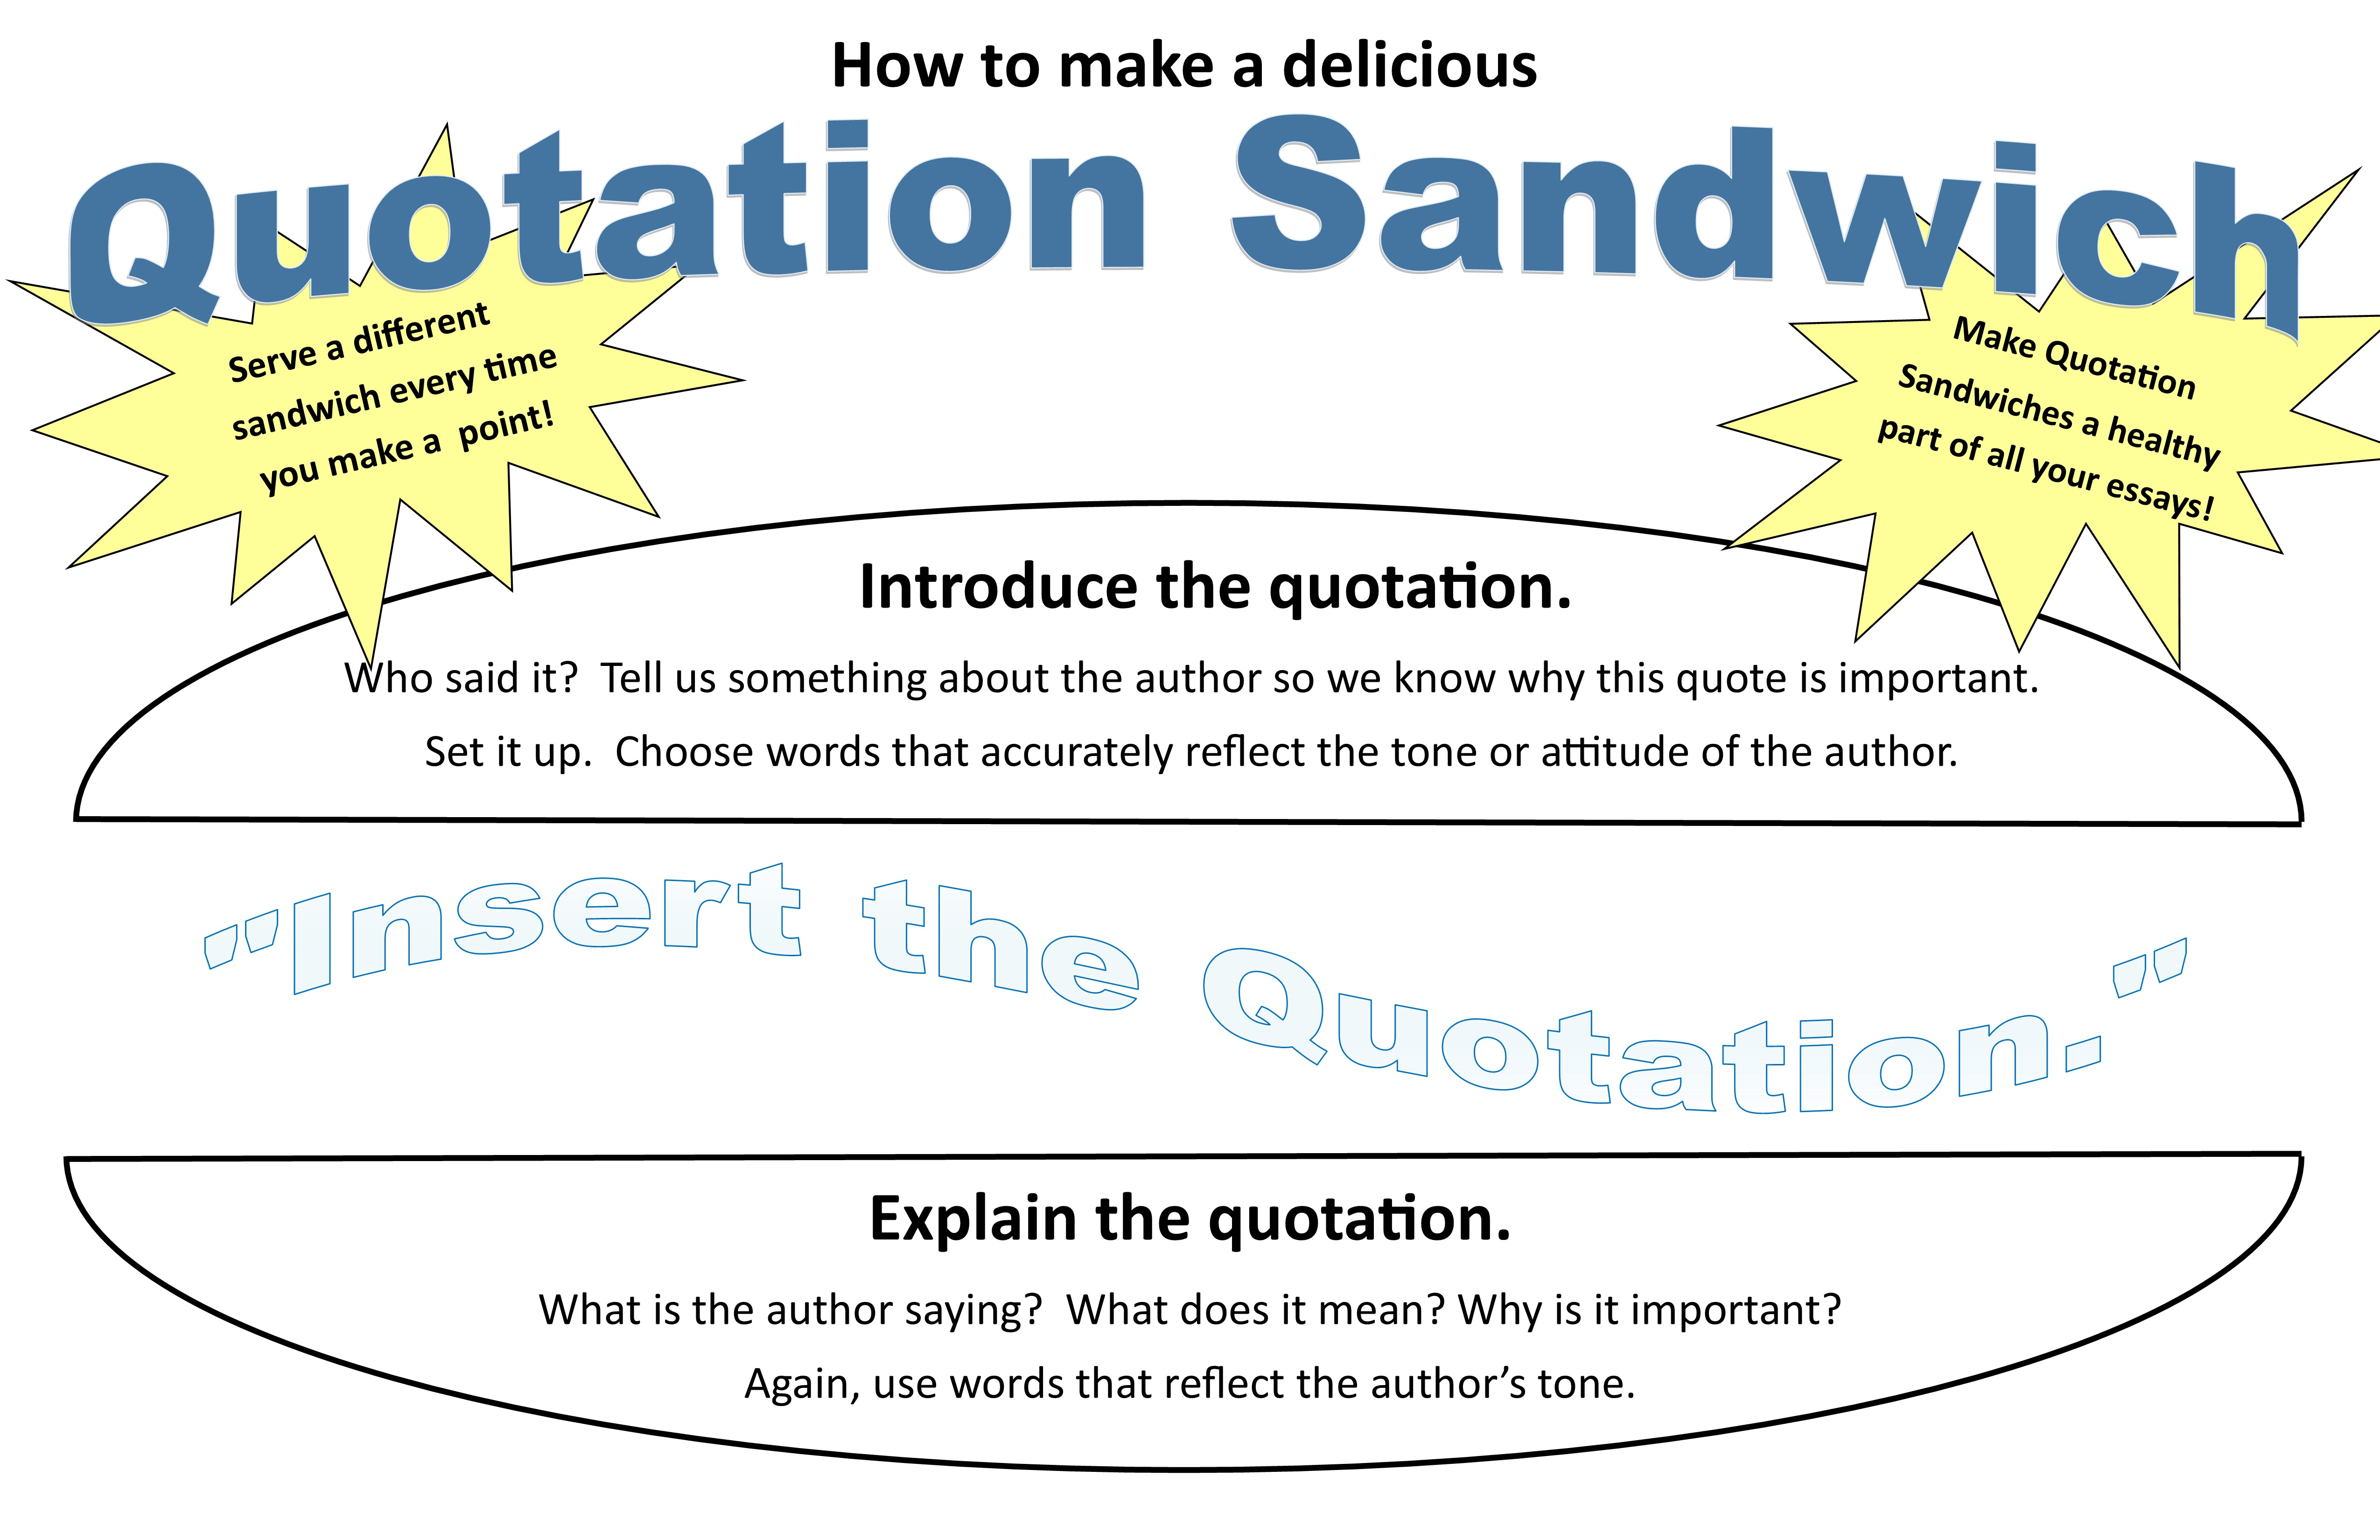 How to make a delicious
Quotation Sandwich
Serve a different
sandwich every time
you make a  point!
Make Quotation
Sandwiches a healthy
part of all your essays!
Introduce the quotation.
Who said it?  Tell us something about the author so we know why this quote is important.
Set it up.  Choose words that accurately reflect the tone or attitude of the author.
"Insert the Quotation."
Explain the quotation.
What is the author saying?  What does it mean? Why is it important?
Again, use words that reflect the author’s tone.